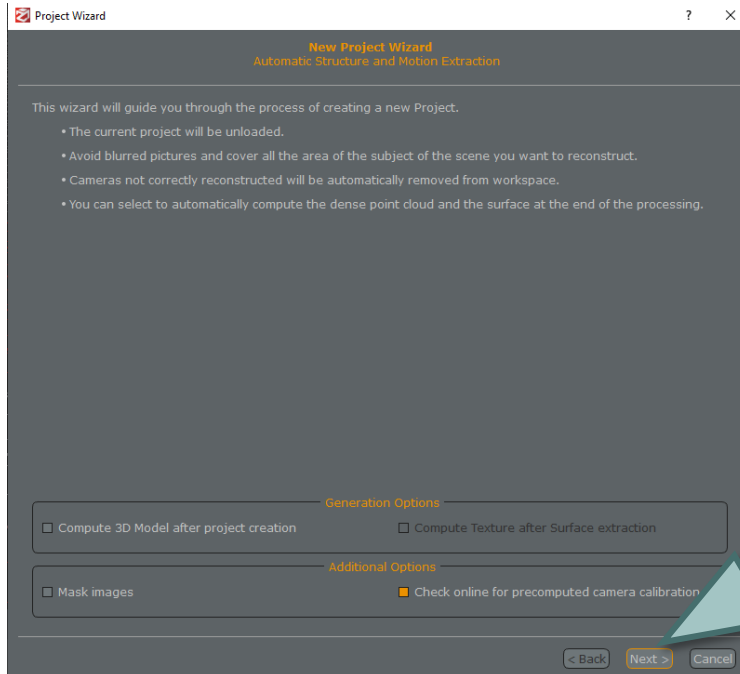 Project Wizard
?
New Project Wizard
Automatic Structure and Motion Extraction
This wizard will guide you through the process of creating a new Project.
• The current project will be unloaded.
• Avoid blurred pictures and cover all the area of the subject of the scene you want to reconstruct.
• Cameras not correctly reconstructed will be automatically removed from workspace.
• You can select to automatically compute the dense point cloud and the surface at the end of the processing.
Generation Options
Compute 3D Model after project creation
Compute Texture after Surface extraction
Additional Options
Mask images
Check online for precomputed camera calibration
< Back
Next >
Cancel